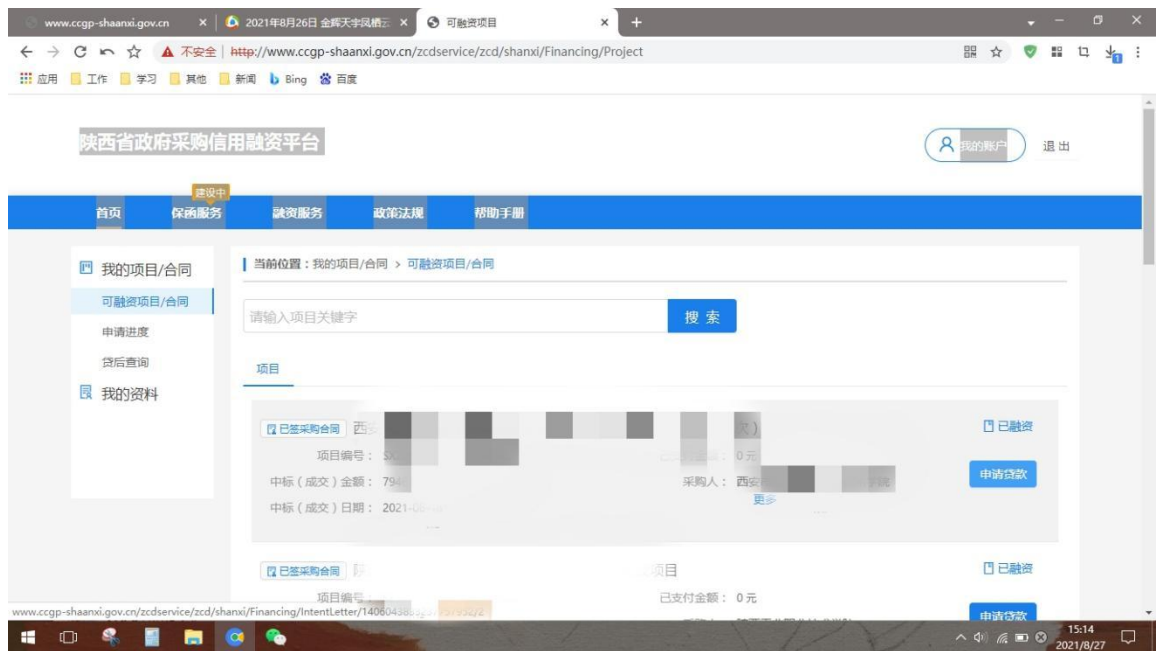 www.ccgp-shaanxi.gov.cn
2021年8月26日 金辉天宇凤栖云
可融资项目
不安全 http://www.ccgp-shaanxi.gov.cn/zcdservice/zcd/shanxi/Financing/Project
应用 工作 学习 其他 新闻 Bing 百度
陕西省政府采购信用融资平台
我的账户 退出
建设中
首页 保函服务 融资服务 政策法规 帮助手册
我的项目/合同
可融资项目/合同
申请进度
贷后查询
我的资料
当前位置：我的项目/合同 > 可融资项目/合同
请输入项目关键字 搜 索
项目
已签采购合同 西 ） 已融资
项目编号： 0 元
中标（成交）金额： 794 采购人： 西安 申请贷款
更多
中标（成交）日期： 2021-
已签采购合同 项目 已融资
项目编号： 已支付金额： 0 元
申请贷款
www.ccgp-shaanxi.gov.cn/zcdservice/zcd/shanxi/Financing/IntentLetter/
15:14
2021/8/27